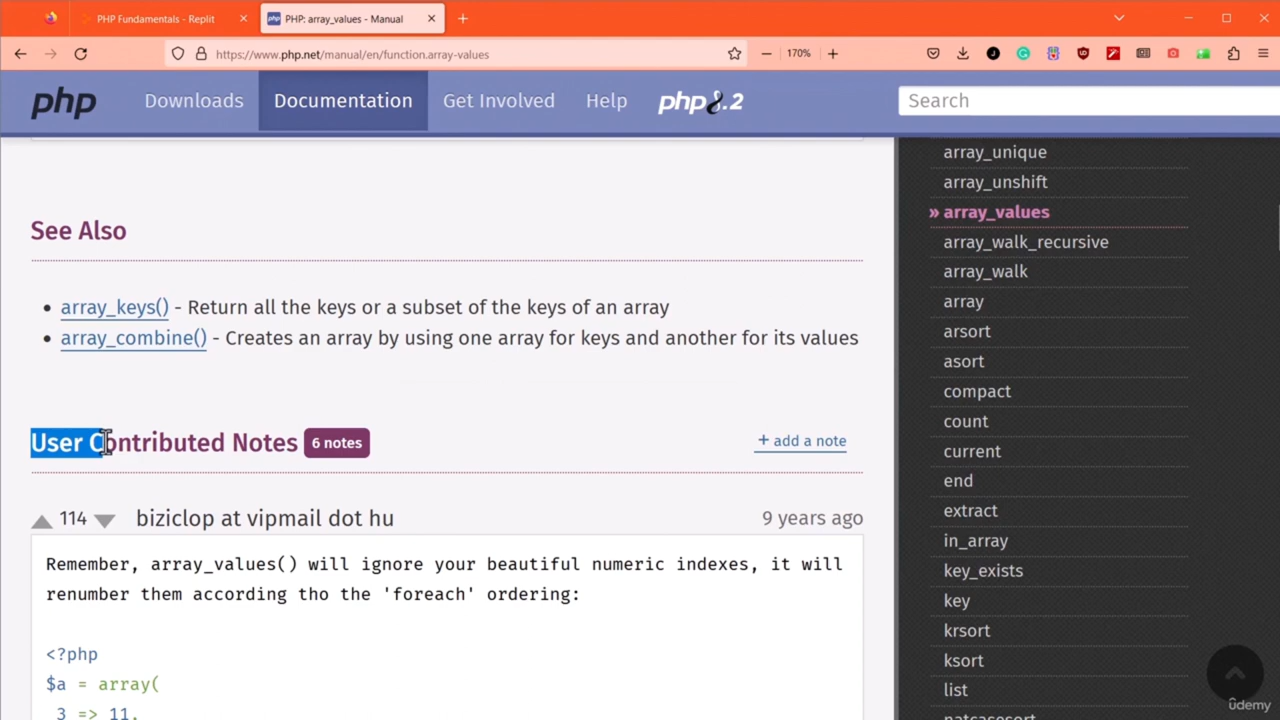 PHP Fundamentals - Replit
PHP: array_values - Manual
https://www.php.net/manual/en/function.array-values
170%
php
Downloads
Documentation
Get Involved
Help
php8.2
Search
See Also
• array_keys() - Return all the keys or a subset of the keys of an array
• array_combine() - Creates an array by using one array for keys and another for its values
User Contributed Notes 6 notes
+ add a note
114 biziclop at vipmail dot hu
9 years ago
Remember, array_values() will ignore your beautiful numeric indexes, it will
renumber them according tho the 'foreach' ordering:
<?php
$a = array(
3 => 11,
array_unique
array_unshift
» array_values
array_walk_recursive
array_walk
array
arsort
asort
compact
count
current
end
extract
in_array
key_exists
key
krsort
ksort
list
natcasesort
udemy